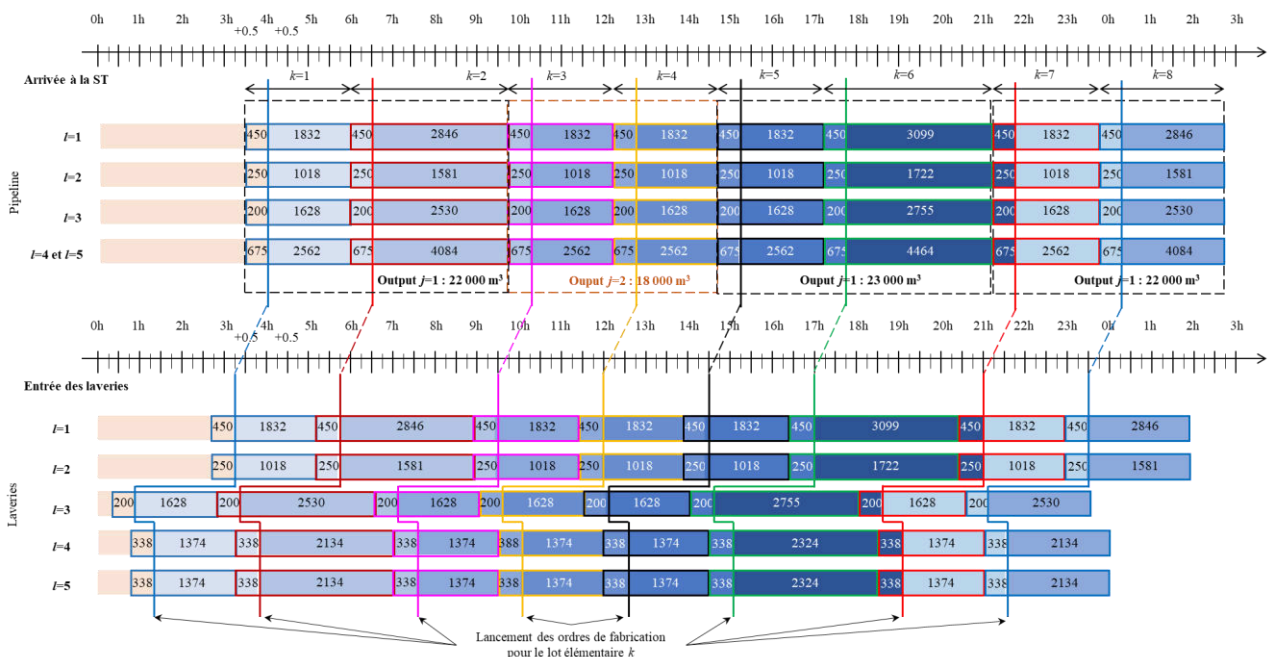 0h 1h 2h 3h 4h 5h 6h 7h 8h 9h 10h 11h 12h 13h 14h 15h 16h 17h 18h 19h 20h 21h 22h 23h 0h 1h 2h 3h
+0.5 +0.5
Arrivée à la ST
k=1 k=2 k=3 k=4 k=5 k=6 k=7 k=8
Pipeline
l=1 450 1832 450 2846 450 1832 450 1832 450 1832 450 3099 450 1832 450 2846
l=2 250 1018 250 1581 250 1018 250 1018 250 1018 250 1722 250 1018 250 1581
l=3 200 1628 200 2530 200 1628 200 1628 200 1628 200 2755 200 1628 200 2530
l=4 et l=5 675 2562 675 4084 675 2562 675 2562 675 2562 675 4464 675 2562 675 4084
Output j=1 : 22 000 m³ Ouput j=2 : 18 000 m³ Ouput j=1 : 23 000 m³ Output j=1 : 22 000 m³
0h 1h 2h 3h 4h 5h 6h 7h 8h 9h 10h 11h 12h 13h 14h 15h 16h 17h 18h 19h 20h 21h 22h 23h 0h 1h 2h 3h
+0.5 +0.5
Entrée des laveries
Laveries
l=1 450 1832 450 2846 450 1832 450 1832 450 1832 450 3099 450 1832 450 2846
l=2 250 1018 250 1581 250 1018 250 1018 250 1018 250 1722 250 1018 250 1581
l=3 200 1628 200 2530 200 1628 200 1628 200 1628 200 2755 200 1628 200 2530
l=4 338 1374 338 2134 338 1374 388 1374 338 1374 338 2324 338 1374 338 2134
l=5 338 1374 338 2134 338 1374 338 1374 338 1374 338 2324 338 1374 338 2134
Lancement des ordres de fabrication
pour le lot élémentaire k